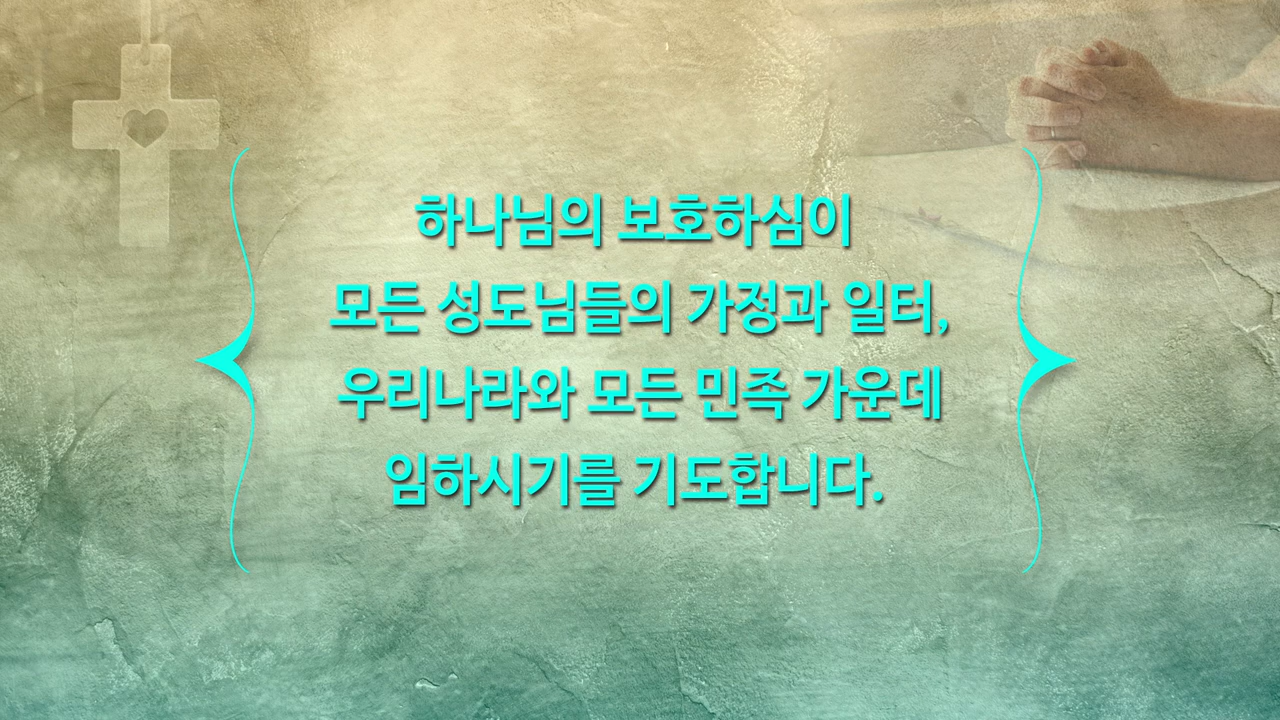 하나님의 보호하심이
모든 성도님들의 가정과 일터,
우리나라와 모든 민족 가운데
임하시기를 기도합니다.